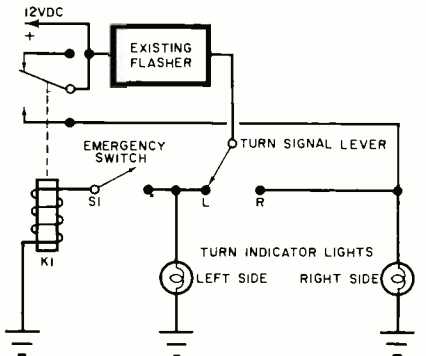 12VDC
+
EXISTING
FLASHER
TURN SIGNAL LEVER
EMERGENCY
SWITCH
S1
L
R
K1
TURN INDICATOR LIGHTS
LEFT SIDE
RIGHT SIDE